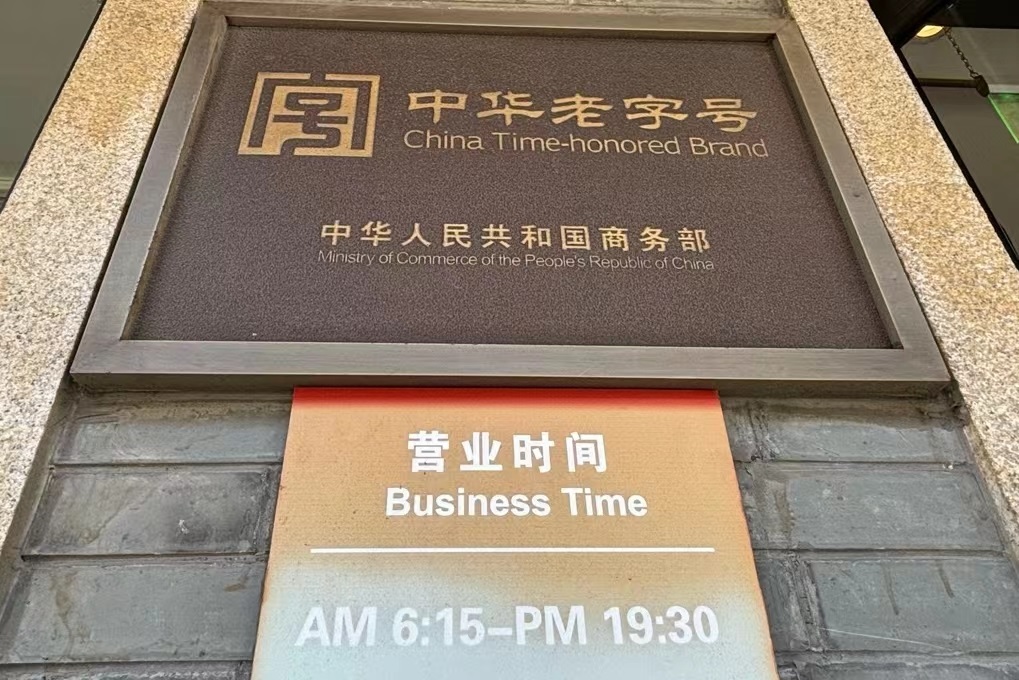 中华老字号
China Time-honored Brand
中华人民共和国商务部
Ministry of Commerce of the People's Republic of China
营业时间
Business Time
AM 6:15-PM 19:30